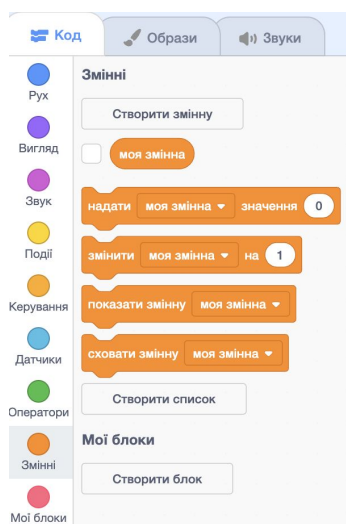 Код
Образи
Звуки
Рух
Вигляд
Звук
Події
Керування
Датчики
Оператори
Змінні
Мої блоки
Змінні
Створити змінну
моя змінна
надати моя змінна значення 0
змінити моя змінна на 1
показати змінну моя змінна
сховати змінну моя змінна
Створити список
Мої блоки
Створити блок